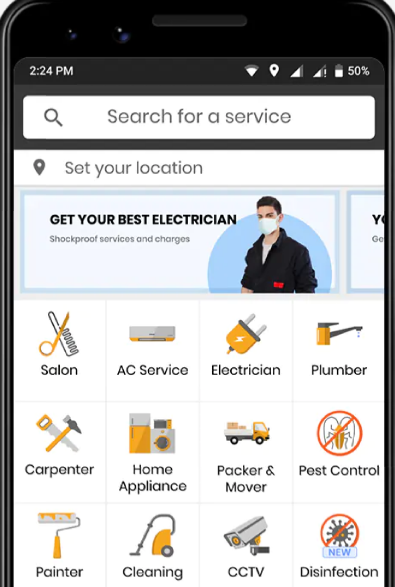 2:24 PM 50%
Search for a service
Set your location
GET YOUR BEST ELECTRICIAN
Shockproof services and charges
Salon AC Service Electrician Plumber
Carpenter Home Appliance Packer & Mover Pest Control
NEW
Painter Cleaning CCTV Disinfection